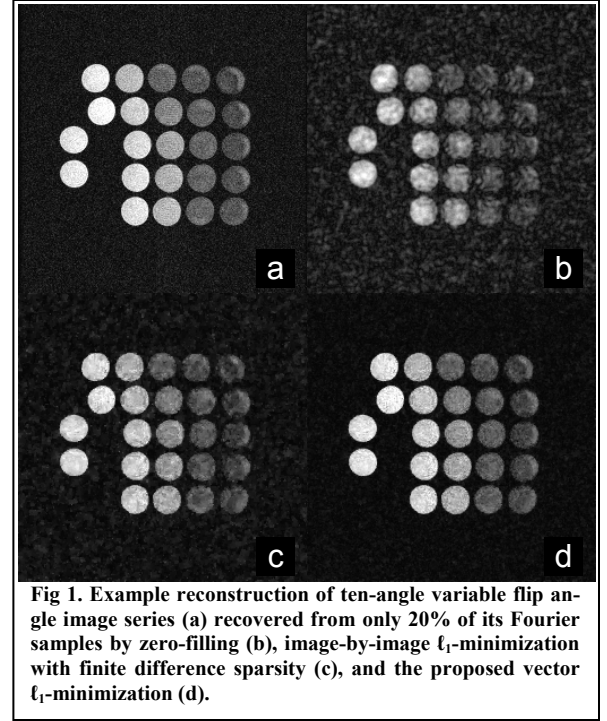 a
b
c
d
Fig 1. Example reconstruction of ten-angle variable flip an-
gle image series (a) recovered from only 20% of its Fourier
samples by zero-filling (b), image-by-image ℓ₁-minimization
with finite difference sparsity (c), and the proposed vector
ℓ₁-minimization (d).